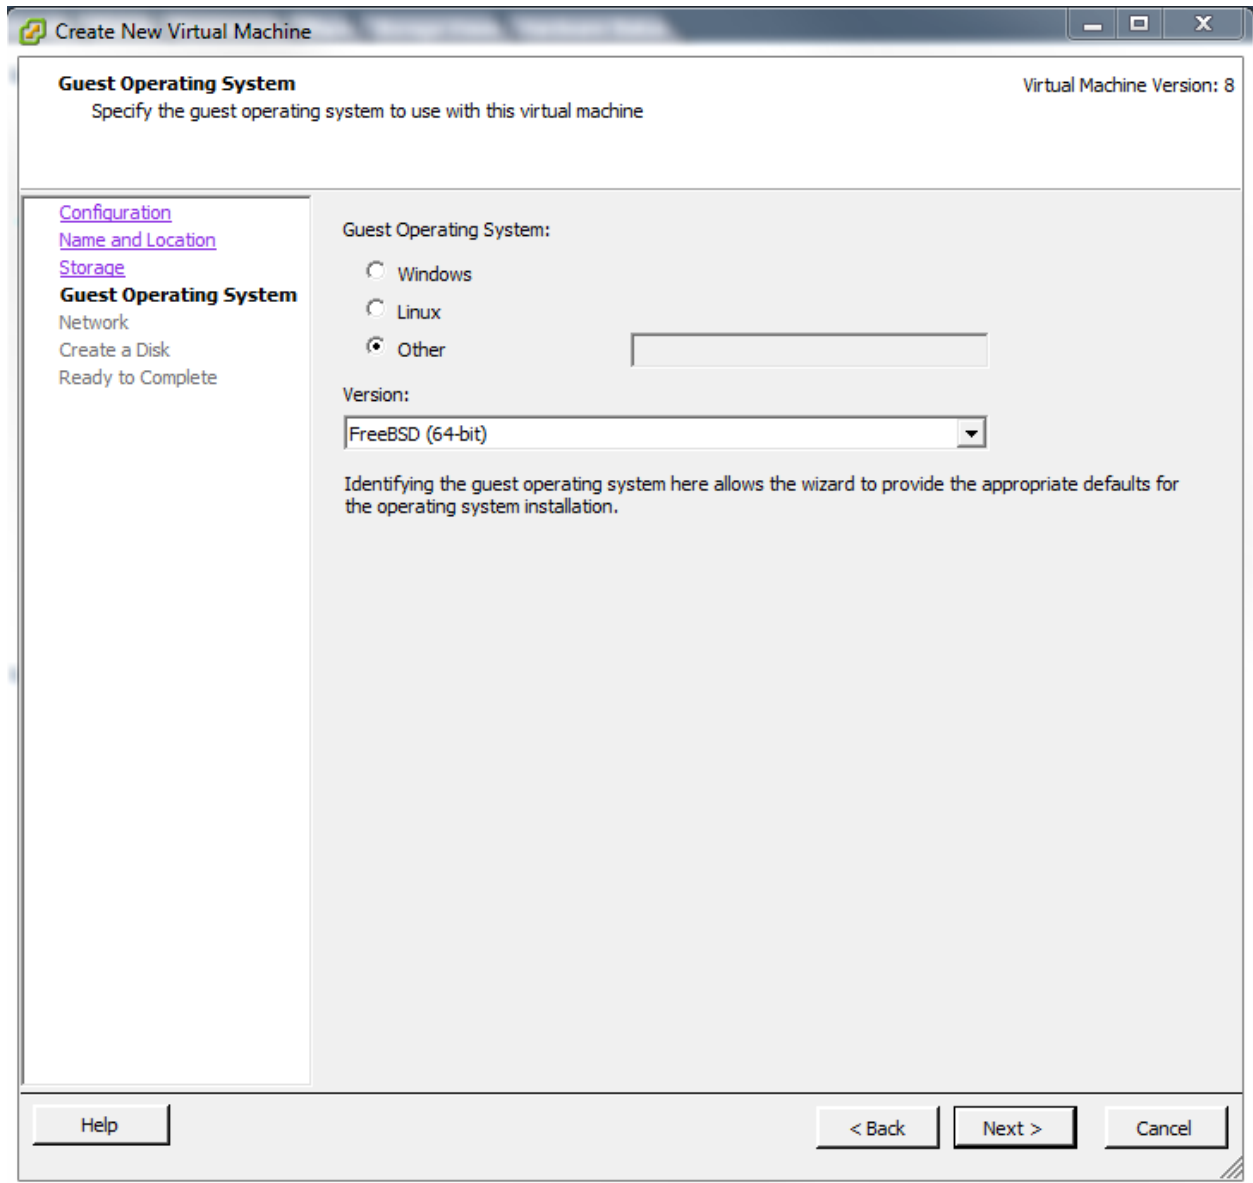 Create New Virtual Machine
Guest Operating System
Virtual Machine Version: 8
Specify the guest operating system to use with this virtual machine
Configuration
Name and Location
Storage
Guest Operating System
Network
Create a Disk
Ready to Complete
Guest Operating System:
Windows
Linux
Other
Version:
FreeBSD (64-bit)
Identifying the guest operating system here allows the wizard to provide the appropriate defaults for
the operating system installation.
Help
< Back
Next >
Cancel